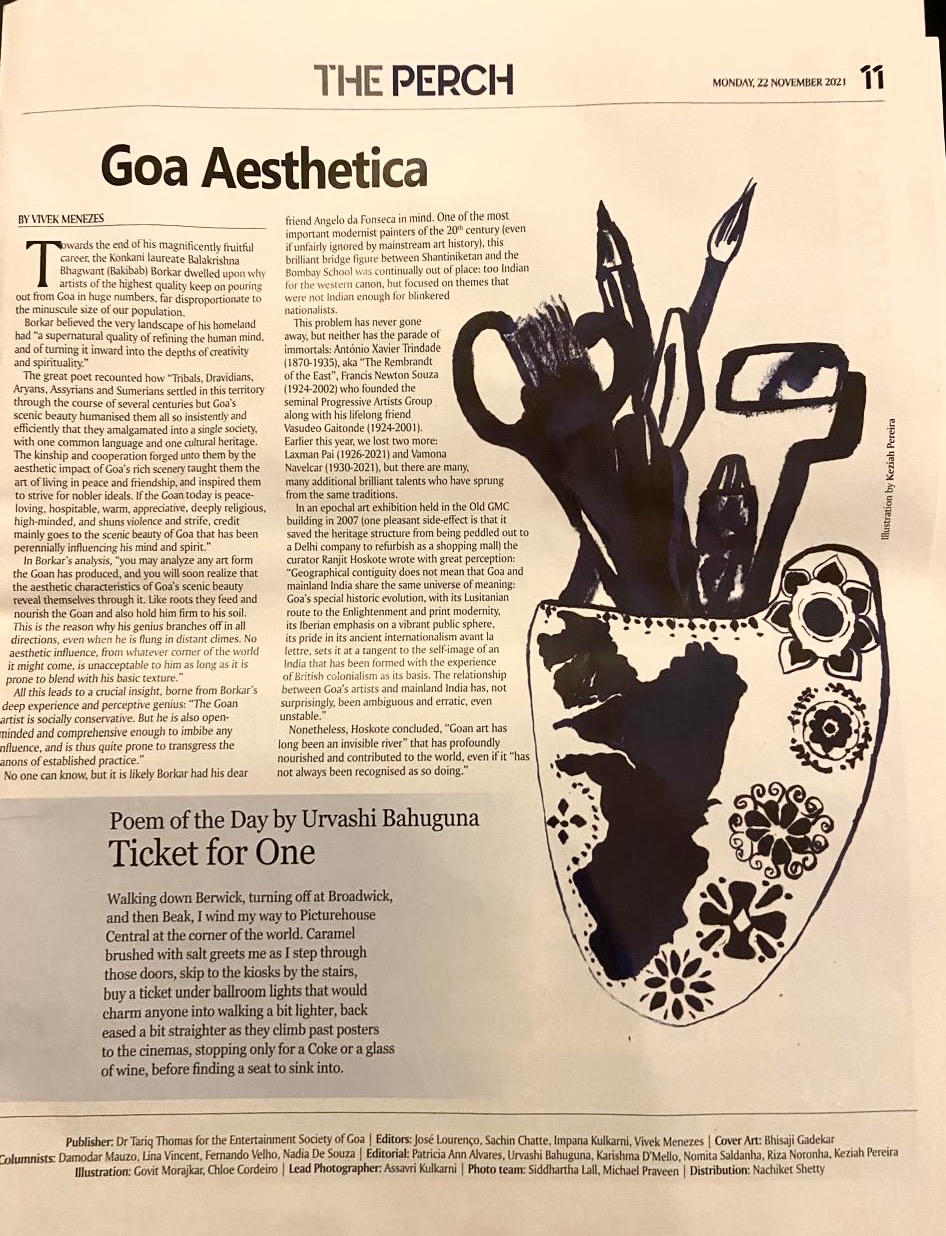 THE PERCH
MONDAY, 22 NOVEMBER 2021 11
Goa Aesthetica
BY VIVEK MENEZES
Towards the end of his magnificently fruitful
career, the Konkani laureate Balakrishna
Bhagwant (Bakibab) Borkar dwelled upon why
artists of the highest quality keep on pouring
out from Goa in huge numbers, far disproportionate to
the minuscule size of our population.
Borkar believed the very landscape of his homeland
had “a supernatural quality of refining the human mind,
and of turning it inward into the depths of creativity
and spirituality.”
The great poet recounted how “Tribals, Dravidians,
Aryans, Assyrians and Sumerians settled in this territory
through the course of several centuries but Goa’s
scenic beauty humanised them all so insistently and
efficiently that they amalgamated into a single society,
with one common language and one cultural heritage.
The kinship and cooperation forged unto them by the
aesthetic impact of Goa’s rich scenery taught them the
art of living in peace and friendship, and inspired them
to strive for nobler ideals. If the Goan today is peace-
loving, hospitable, warm, appreciative, deeply religious,
high-minded, and shuns violence and strife, credit
mainly goes to the scenic beauty of Goa that has been
perennially influencing his mind and spirit.”
In Borkar’s analysis, “you may analyze any art form
the Goan has produced, and you will soon realize that
the aesthetic characteristics of Goa’s scenic beauty
reveal themselves through it. Like roots they feed and
nourish the Goan and also hold him firm to his soil.
This is the reason why his genius branches off in all
directions, even when he is flung in distant climes. No
aesthetic influence, from whatever corner of the world
it might come, is unacceptable to him as long as it is
prone to blend with his basic texture.”
All this leads to a crucial insight, borne from Borkar’s
deep experience and perceptive genius: “The Goan
artist is socially conservative. But he is also open-
minded and comprehensive enough to imbibe any
nfluence, and is thus quite prone to transgress the
anons of established practice.”
No one can know, but it is likely Borkar had his dear
friend Angelo da Fonseca in mind. One of the most
important modernist painters of the 20th century (even
if unfairly ignored by mainstream art history), this
brilliant bridge figure between Shantiniketan and the
Bombay School was continually out of place: too Indian
for the western canon, but focused on themes that
were not Indian enough for blinkered
nationalists.
This problem has never gone
away, but neither has the parade of
immortals: António Xavier Trindade
(1870-1935), aka “The Rembrandt
of the East”, Francis Newton Souza
(1924-2002) who founded the
seminal Progressive Artists Group
along with his lifelong friend
Vasudeo Gaitonde (1924-2001).
Earlier this year, we lost two more:
Laxman Pai (1926-2021) and Vamona
Navelcar (1930-2021), but there are many,
many additional brilliant talents who have sprung
from the same traditions.
In an epochal art exhibition held in the Old GMC
building in 2007 (one pleasant side-effect is that it
saved the heritage structure from being peddled out to
a Delhi company to refurbish as a shopping mall) the
curator Ranjit Hoskote wrote with great perception:
“Geographical contiguity does not mean that Goa and
mainland India share the same universe of meaning:
Goa’s special historic evolution, with its Lusitanian
route to the Enlightenment and print modernity,
its Iberian emphasis on a vibrant public sphere,
its pride in its ancient internationalism avant la
lettre, sets it at a tangent to the self-image of an
India that has been formed with the experience
of British colonialism as its basis. The relationship
between Goa’s artists and mainland India has, not
surprisingly, been ambiguous and erratic, even
unstable.”
Nonetheless, Hoskote concluded, “Goan art has
long been an invisible river” that has profoundly
nourished and contributed to the world, even if it “has
not always been recognised as so doing.”
Illustration by Keziah Pereira
Poem of the Day by Urvashi Bahuguna
Ticket for One
Walking down Berwick, turning off at Broadwick,
and then Beak, I wind my way to Picturehouse
Central at the corner of the world. Caramel
brushed with salt greets me as I step through
those doors, skip to the kiosks by the stairs,
buy a ticket under ballroom lights that would
charm anyone into walking a bit lighter, back
eased a bit straighter as they climb past posters
to the cinemas, stopping only for a Coke or a glass
of wine, before finding a seat to sink into.
Publisher: Dr Tariq Thomas for the Entertainment Society of Goa | Editors: José Lourenço, Sachin Chatte, Impana Kulkarni, Vivek Menezes | Cover Art: Bhisaji Gadekar
Columnists: Damodar Mauzo, Lina Vincent, Fernando Velho, Nadia De Souza | Editorial: Patricia Ann Alvares, Urvashi Bahuguna, Karishma D’Mello, Nomita Saldanha, Riza Noronha, Keziah Pereira
Illustration: Govit Morajkar, Chloe Cordeiro | Lead Photographer: Assavri Kulkarni | Photo team: Siddhartha Lall, Michael Praveen | Distribution: Nachiket Shetty